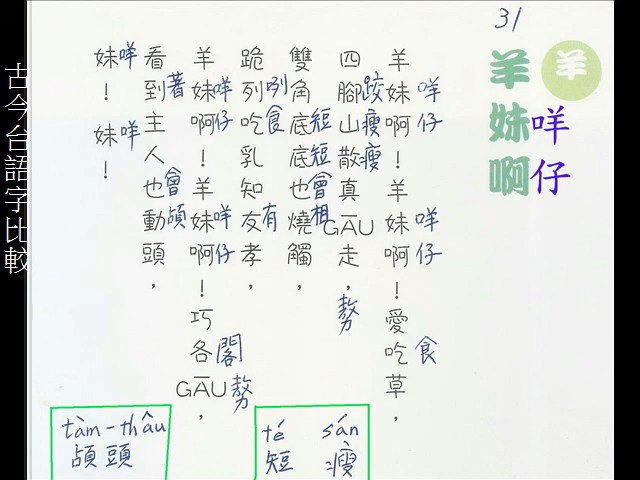 古今台語字比較
31
羊
羊妹啊
咩仔
羊妹啊！羊妹啊！愛吃草，
咩仔 咩仔 食
四腳山散真GĀU走，
跤瘦瘦 勢
雙角底底也燒觸，
短短會相
跪列吃乳知友孝，
咧食有
羊妹啊！羊妹啊！巧各GĀU，
咩仔 咩仔 閣勢
看到主人也動頭，
著會頕
妹！妹！
咩 咩
té sán
短 瘦
tàm-thâu
頕頭